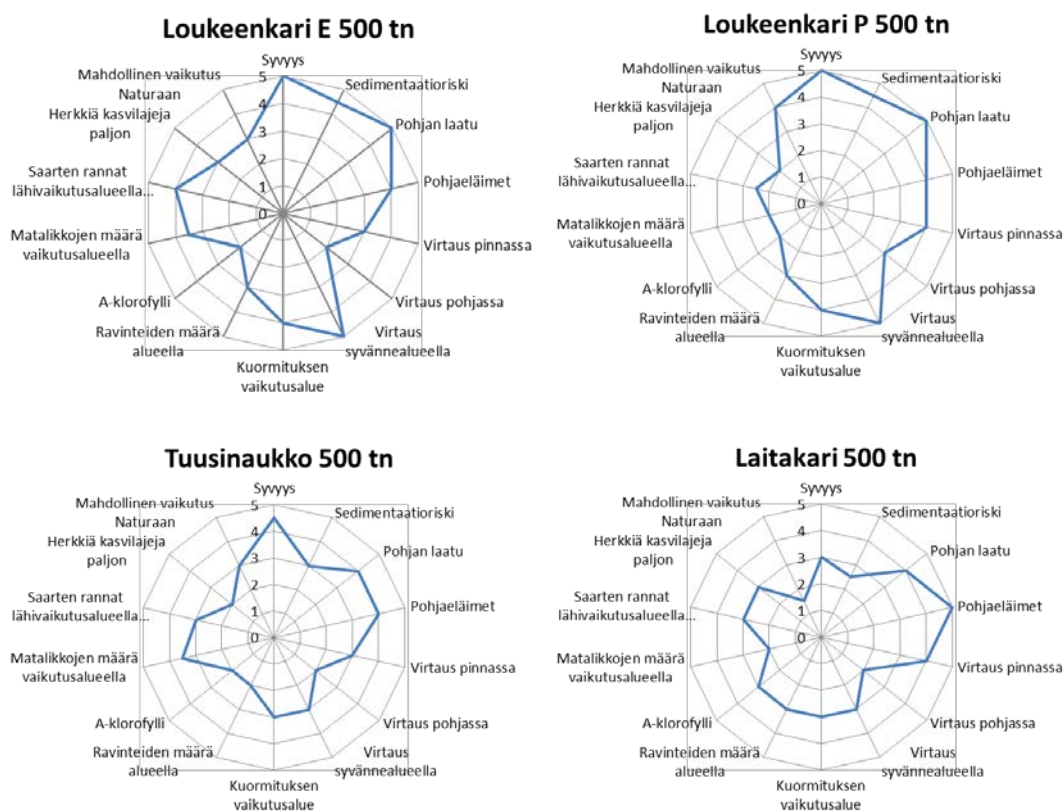 Loukeenkari E 500 tn
Syvyys
Mahdollinen vaikutus
Naturaan
Sedimentaatioriski
Herkkiä kasvilajeja
paljon
Pohjan laatu
Saarten rannat
lähivaikutusalueella...
Pohjaeläimet
Matalikkojen määrä
vaikutusalueella
Virtaus pinnassa
A-klorofylli
Virtaus pohjassa
Ravinteiden määrä
alueella
Virtaus
syvännealueella
Kuormituksen
vaikutusalue
5
4
3
2
1
0
Loukeenkari P 500 tn
Syvyys
Mahdollinen vaikutus
Naturaan
Sedimentaatioriski
Herkkiä kasvilajeja
paljon
Pohjan laatu
Saarten rannat
lähivaikutusalueella...
Pohjaeläimet
Matalikkojen määrä
vaikutusalueella
Virtaus pinnassa
A-klorofylli
Virtaus pohjassa
Ravinteiden määrä
alueella
Virtaus
syvännealueella
Kuormituksen
vaikutusalue
5
4
3
2
1
0
Tuusinaukko 500 tn
Syvyys
Mahdollinen vaikutus
Naturaan
Sedimentaatioriski
Herkkiä kasvilajeja
paljon
Pohjan laatu
Saarten rannat
lähivaikutusalueella...
Pohjaeläimet
Matalikkojen määrä
vaikutusalueella
Virtaus pinnassa
A-klorofylli
Virtaus pohjassa
Ravinteiden määrä
alueella
Virtaus
syvännealueella
Kuormituksen
vaikutusalue
5
4
3
2
1
0
Laitakari 500 tn
Syvyys
Mahdollinen vaikutus
Naturaan
Sedimentaatioriski
Herkkiä kasvilajeja
paljon
Pohjan laatu
Saarten rannat
lähivaikutusalueella...
Pohjaeläimet
Matalikkojen määrä
vaikutusalueella
Virtaus pinnassa
A-klorofylli
Virtaus pohjassa
Ravinteiden määrä
alueella
Virtaus
syvännealueella
Kuormituksen
vaikutusalue
5
4
3
2
1
0